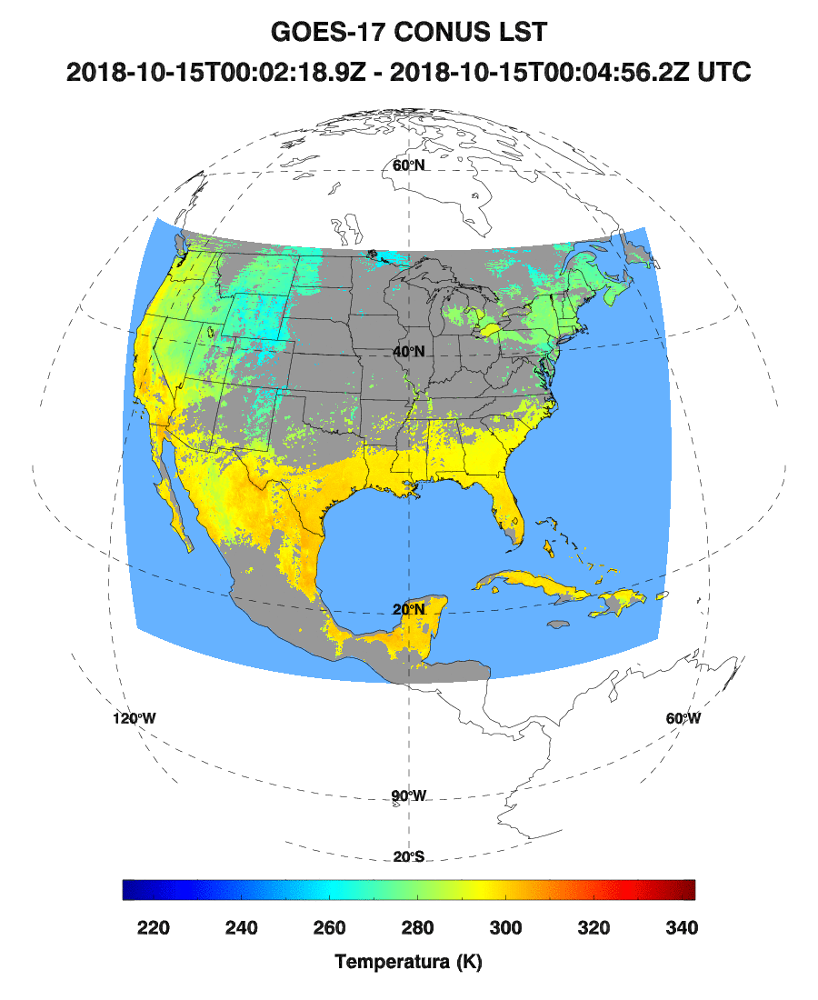 GOES-17 CONUS LST
2018-10-15T00:02:18.9Z - 2018-10-15T00:04:56.2Z UTC
60°N
40°N
20°N
120°W
60°W
90°W
20°S
220 240 260 280 300 320 340
Temperatura (K)